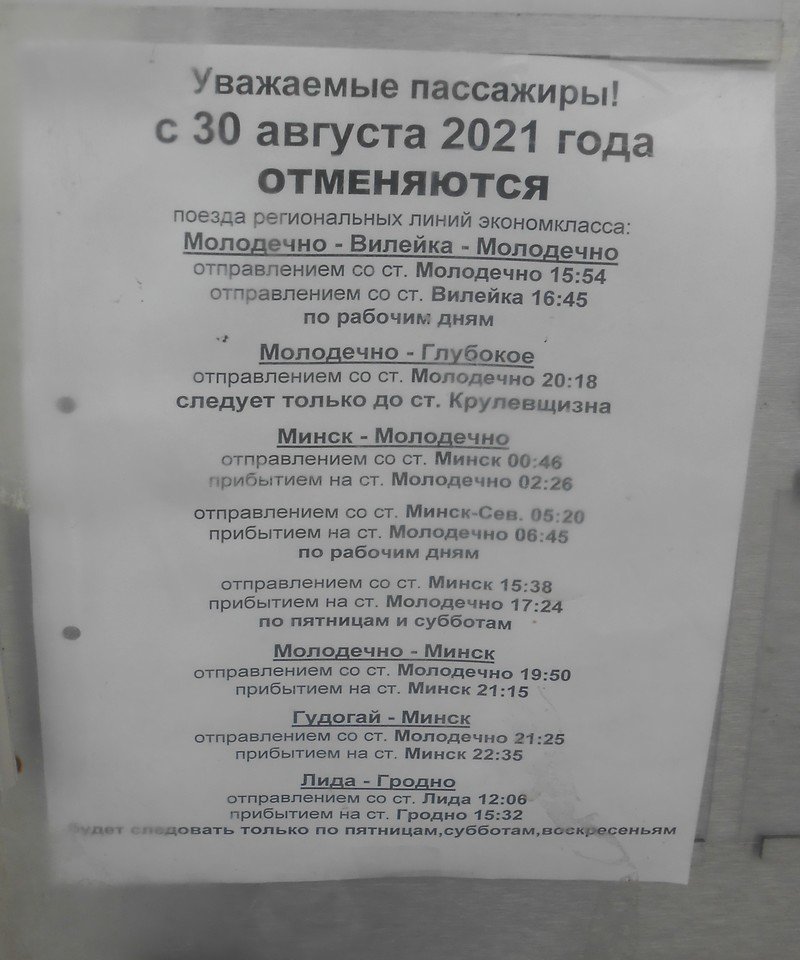 Уважаемые пассажиры!
с 30 августа 2021 года
ОТМЕНЯЮТСЯ
поезда региональных линий экономкласса:
Молодечно - Вилейка - Молодечно
отправлением со ст. Молодечно 15:54
отправлением со ст. Вилейка 16:45
по рабочим дням
Молодечно - Глубокое
отправлением со ст. Молодечно 20:18
следует только до ст. Крулевщизна
Минск - Молодечно
отправлением со ст. Минск 00:46
прибытием на ст. Молодечно 02:26
отправлением со ст. Минск-Сев. 05:20
прибытием на ст. Молодечно 06:45
по рабочим дням
отправлением со ст. Минск 15:38
прибытием на ст. Молодечно 17:24
по пятницам и субботам
Молодечно - Минск
отправлением со ст. Молодечно 19:50
прибытием на ст. Минск 21:15
Гудогай - Минск
отправлением со ст. Молодечно 21:25
прибытием на ст. Минск 22:35
Лида - Гродно
отправлением со ст. Лида 12:06
прибытием на ст. Гродно 15:32
будет следовать только по пятницам,субботам,воскресеньям